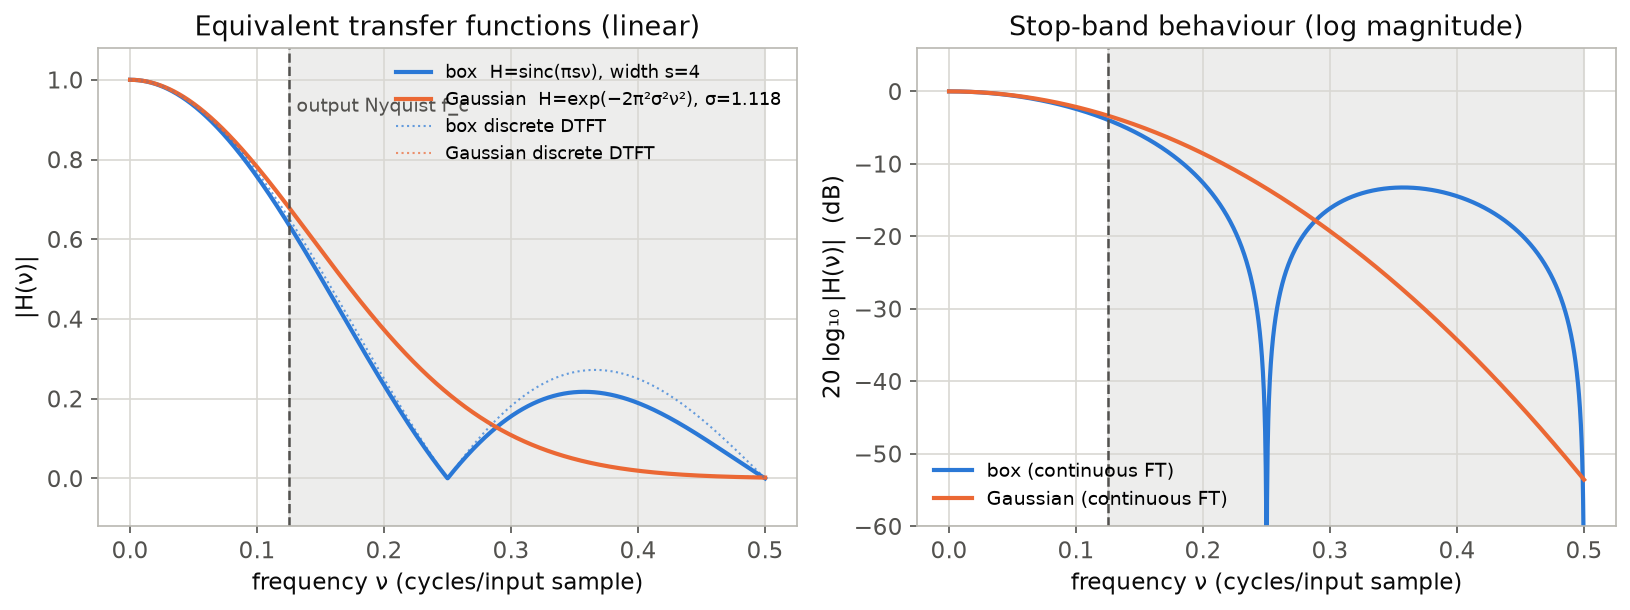 Equivalent transfer functions (linear)
|H(ν)|
1.0
0.8
0.6
0.4
0.2
0.0
output Nyquist f_c
box  H=sinc(πsν), width s=4
Gaussian  H=exp(−2π²σ²ν²), σ=1.118
box discrete DTFT
Gaussian discrete DTFT
0.0 0.1 0.2 0.3 0.4 0.5
frequency ν (cycles/input sample)
Stop-band behaviour (log magnitude)
20 log₁₀ |H(ν)|  (dB)
0
−10
−20
−30
−40
−50
−60
box (continuous FT)
Gaussian (continuous FT)
0.0 0.1 0.2 0.3 0.4 0.5
frequency ν (cycles/input sample)